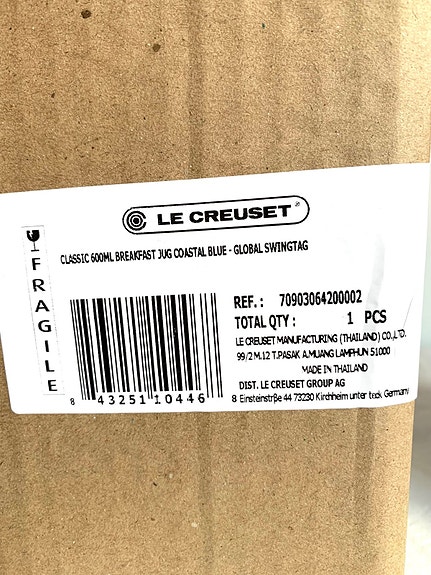 LE CREUSET®
CLASSIC 600ML BREAKFAST JUG COASTAL BLUE - GLOBAL SWINGTAG
FRAGILE
REF.: 70903064200002
TOTAL QTY : 1 PCS
LE CREUSET MANUFACTURING (THAILAND) CO.,LTD.
99/2 M.12 T.PASAK A.MUANG LAMPHUN 51000
MADE IN THAILAND
DIST. LE CREUSET GROUP AG
Einsteinstrße 44 73230 Kirchheim unter teck Germany
8 43251 10446 8